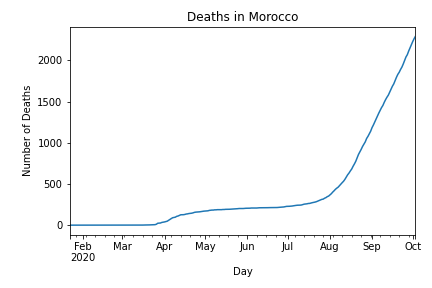 Deaths in Morocco
Number of Deaths
2000
1500
1000
500
0
Feb Mar Apr May Jun Jul Aug Sep Oct
2020
Day